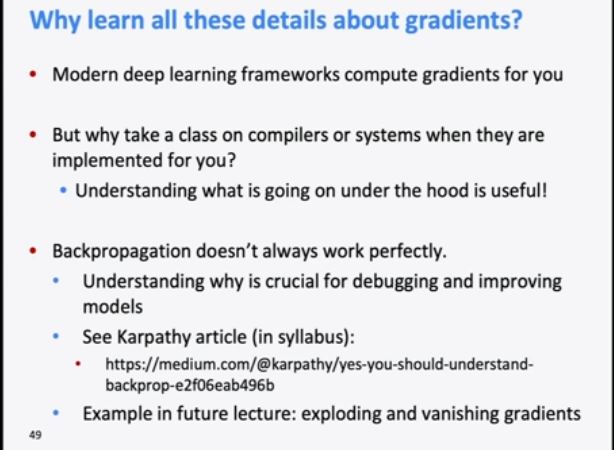 Why learn all these details about gradients?
• Modern deep learning frameworks compute gradients for you
• But why take a class on compilers or systems when they are
implemented for you?
• Understanding what is going on under the hood is useful!
• Backpropagation doesn't always work perfectly.
• Understanding why is crucial for debugging and improving
models
• See Karpathy article (in syllabus):
• https://medium.com/@karpathy/yes-you-should-understand-
backprop-e2f06eab496b
• Example in future lecture: exploding and vanishing gradients
49